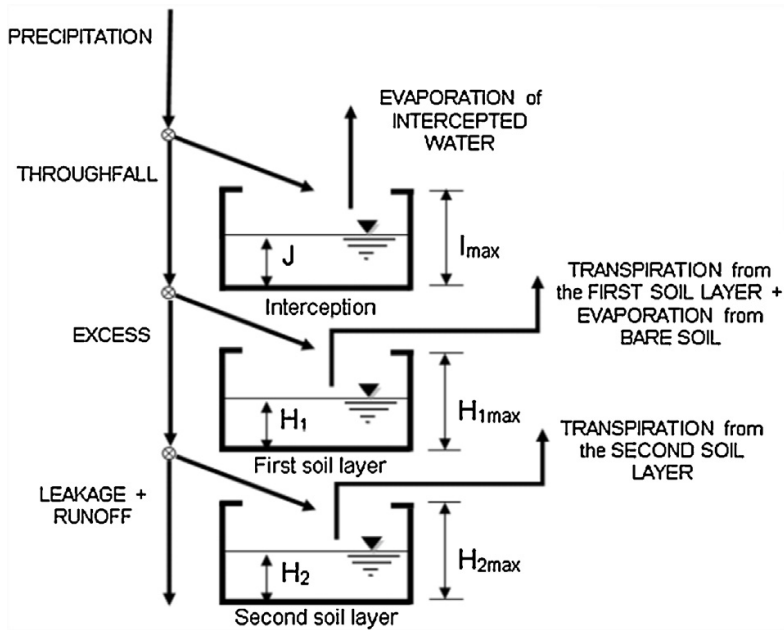 PRECIPITATION
EVAPORATION of
INTERCEPTED
WATER
THROUGHFALL
J
Imax
Interception
TRANSPIRATION from
the FIRST SOIL LAYER +
EVAPORATION from
BARE SOIL
EXCESS
H1
H1max
First soil layer
TRANSPIRATION from
the SECOND SOIL
LAYER
LEAKAGE +
RUNOFF
H2
H2max
Second soil layer